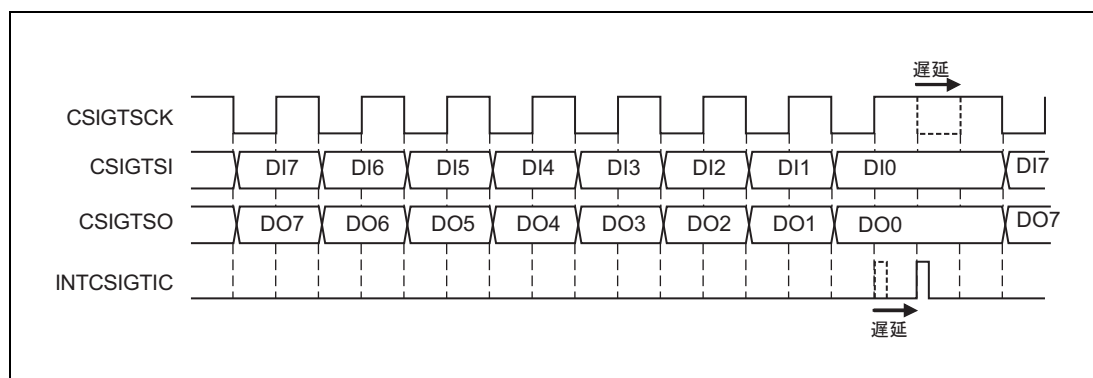 遅延
CSIGTSCK
CSIGTSI DI7 DI6 DI5 DI4 DI3 DI2 DI1 DI0 DI7
CSIGTSO DO7 DO6 DO5 DO4 DO3 DO2 DO1 DO0 DO7
INTCSIGTIC
遅延